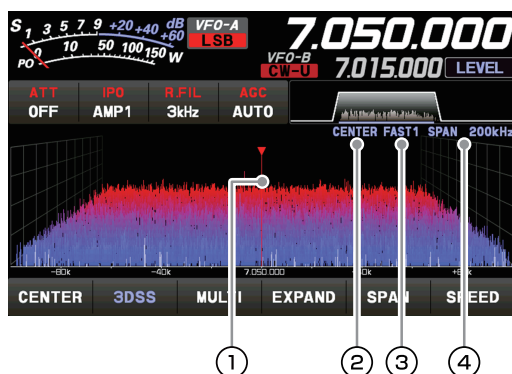 S 1 3 5 7 9 +20 +40 +60 dB
PO 0 10 50 100 150 W
VFO-A
LSB
7.050.000
VFO-B
CW-U
7.015.000
LEVEL
ATT IPO R.FIL AGC
OFF AMP1 3kHz AUTO
CENTER FAST1 SPAN 200kHz
1
-80k -40k 7.050.000
CENTER 3DSS MULTI EXPAND SPAN SPEED
1 2 3 4